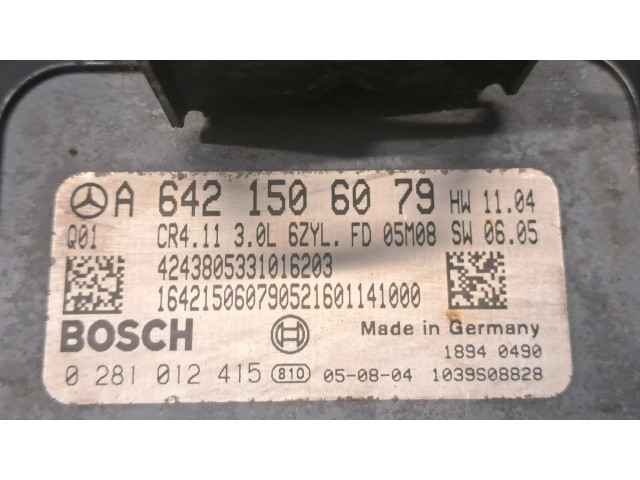 A 642 150 60 79 HW 11.04
Q01 CR4.11 3.0L 6ZYL. FD 05M08 SW 06.05
4243805331016203
164215060790521601141000
BOSCH Made in Germany
1894 0490
0 281 012 415 810 05-08-04 1039S08828